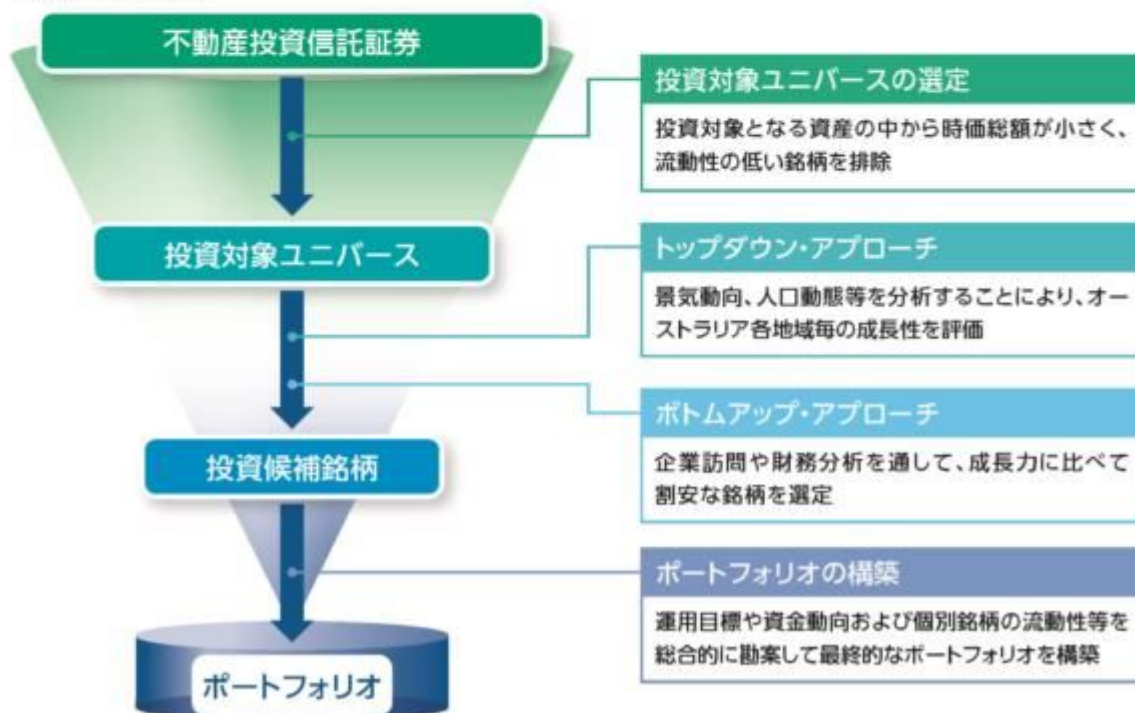 不動産投資信託証券
投資対象ユニバースの選定
投資対象となる資産の中から時価総額が小さく、
流動性の低い銘柄を排除
投資対象ユニバース
トップダウン・アプローチ
景気動向、人口動態等を分析することにより、オー
ストラリア各地域毎の成長性を評価
ボトムアップ・アプローチ
企業訪問や財務分析を通して、成長力に比べて
割安な銘柄を選定
投資候補銘柄
ポートフォリオの構築
運用目標や資金動向および個別銘柄の流動性等を
総合的に勘案して最終的なポートフォリオを構築
ポートフォリオ